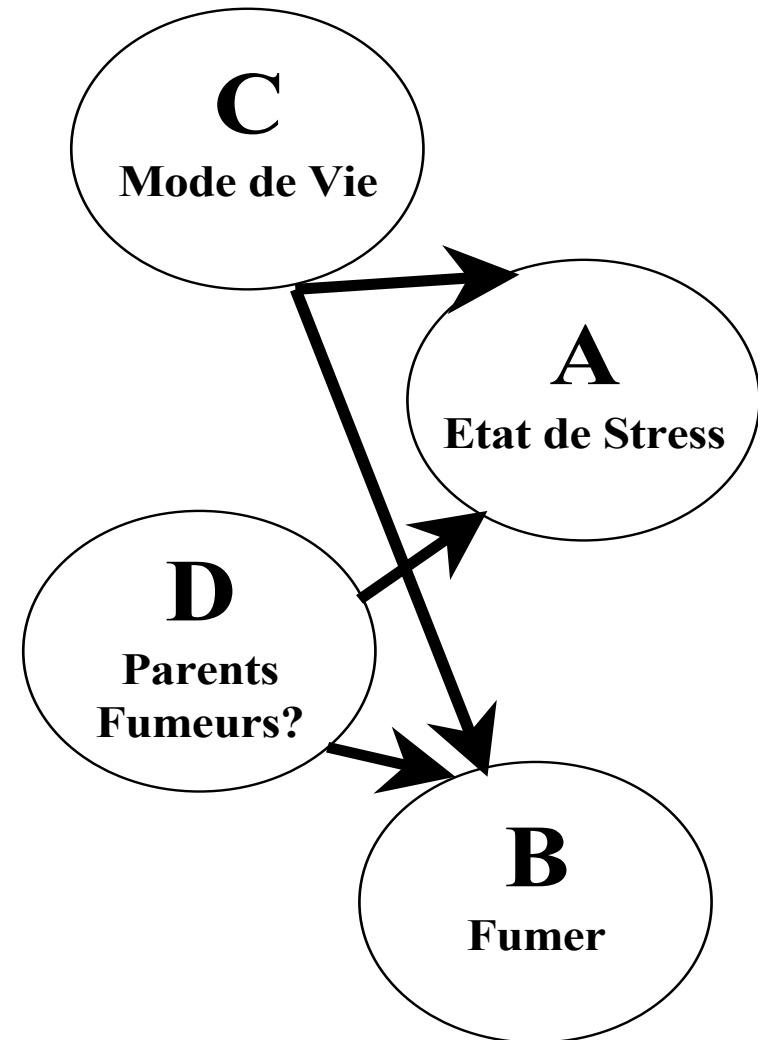 C
Mode de Vie
A
Etat de Stress
D
Parents
Fumeurs?
B
Fumer